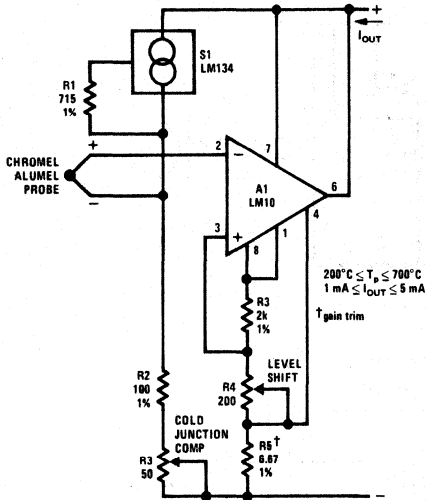 +
I OUT
S1
LM134
R1
715
1%
+
CHROMEL
ALUMEL
PROBE
−
2
−
7
A1
LM10
6
4
3
+
8
1
200°C ≤ Tp ≤ 700°C
1 mA ≤ IOUT ≤ 5 mA
† gain trim
R3
2k
1%
LEVEL
SHIFT
R4
200
R2
100
1%
COLD
JUNCTION
COMP
R3
50
R5†
6.67
1%
−